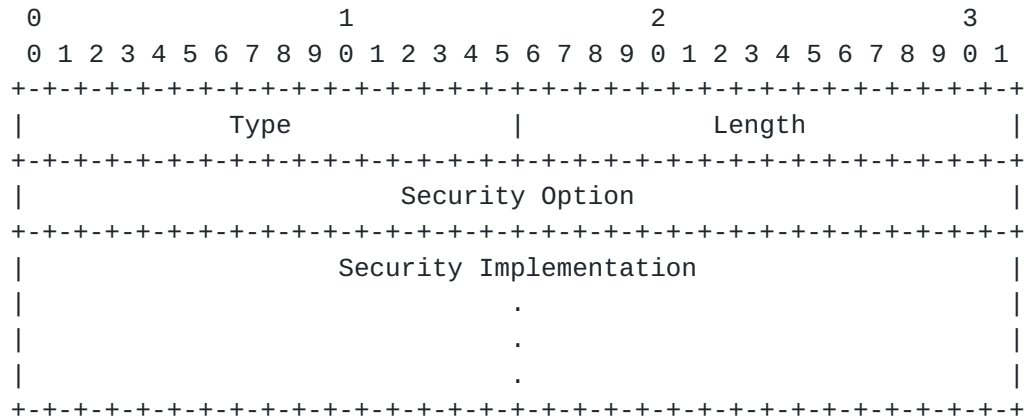 0                   1                   2                   3
 0 1 2 3 4 5 6 7 8 9 0 1 2 3 4 5 6 7 8 9 0 1 2 3 4 5 6 7 8 9 0 1
+-+-+-+-+-+-+-+-+-+-+-+-+-+-+-+-+-+-+-+-+-+-+-+-+-+-+-+-+-+-+-+-+
|             Type              |            Length             |
+-+-+-+-+-+-+-+-+-+-+-+-+-+-+-+-+-+-+-+-+-+-+-+-+-+-+-+-+-+-+-+-+
|                        Security Option                        |
+-+-+-+-+-+-+-+-+-+-+-+-+-+-+-+-+-+-+-+-+-+-+-+-+-+-+-+-+-+-+-+-+
|                    Security Implementation                    |
|                               .                               |
|                               .                               |
|                               .                               |
+-+-+-+-+-+-+-+-+-+-+-+-+-+-+-+-+-+-+-+-+-+-+-+-+-+-+-+-+-+-+-+-+